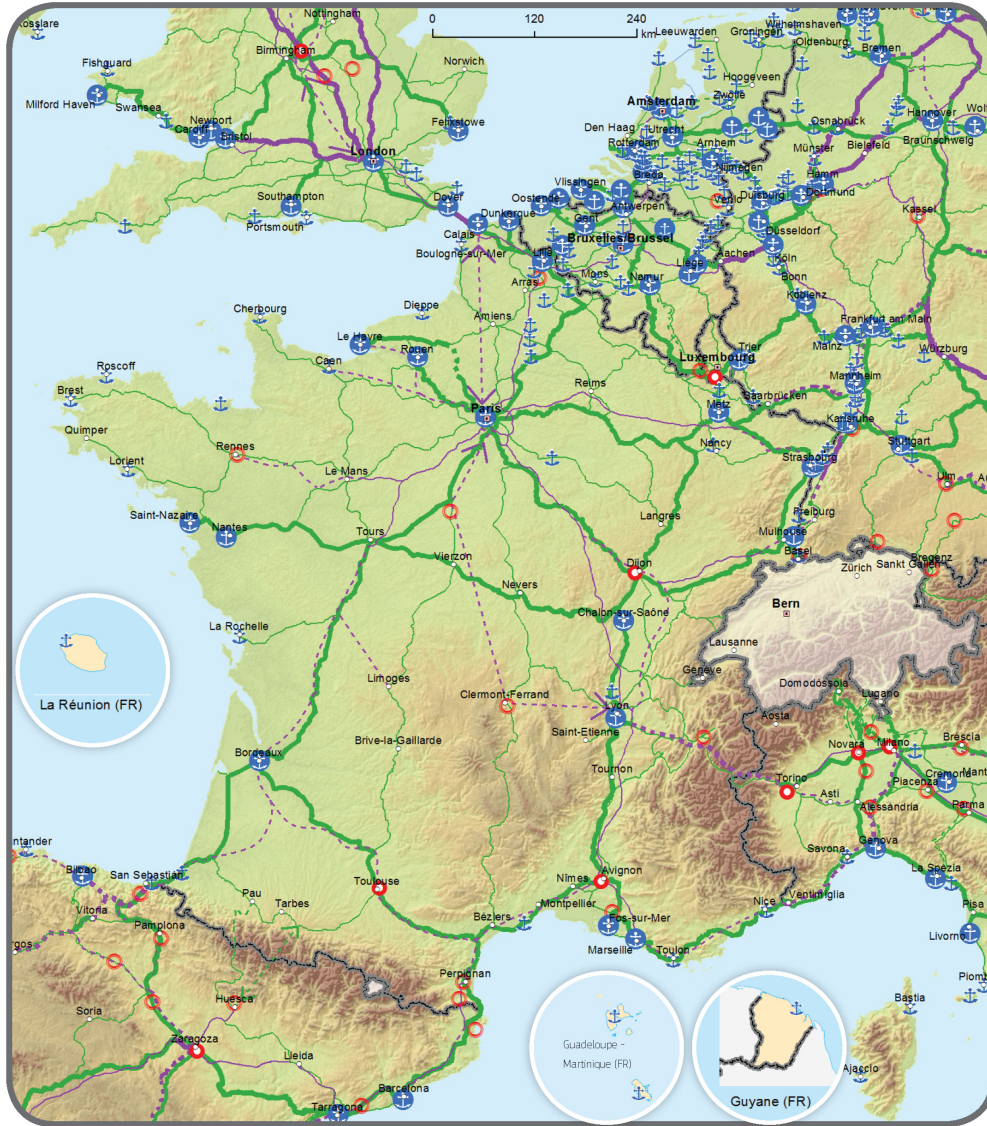 Rosslare
Nottingham
0 120 240
km
Leeuwarden
Groningen
Wilhelmshaven
Oldenburg
Bremen
Birmingham
Norwich
Fishguard
Milford Haven
Swansea
Hoogeveen
Zwolle
Amsterdam
Hannover
Osnabrück
Braunschweig
Newport
Cardiff
Bristol
Felixstowe
Den Haag
Utrecht
Rotterdam
Arnhem
Bielefeld
Münster
London
Nijmegen
Breda
Hamm
Dortmund
Vlissingen
Duisburg
Venlo
Southampton
Portsmouth
Dover
Oostende
Dunkerque
Antwerpen
Kassel
Calais
Gent
Düsseldorf
Bruxelles/Brussel
Boulogne-sur-Mer
Lille
Liège
Aachen
Köln
Bonn
Arras
Mons
Namur
Koblenz
Dieppe
Cherbourg
Amiens
Frankfurt am Main
Le Havre
Rouen
Mainz
Trier
Würzburg
Luxembourg
Caen
Roscoff
Reims
Mannheim
Brest
Saarbrücken
Paris
Metz
Karlsruhe
Quimper
Rennes
Nancy
Stuttgart
Lorient
Le Mans
Strasbourg
Ulm
Saint-Nazaire
Nantes
Langres
Freiburg
Tours
Mulhouse
Vierzon
Basel
Dijon
Zürich
Sankt Gallen
Bregenz
Nevers
Chalon-sur-Saône
Bern
La Rochelle
Lausanne
Genève
Limoges
Clermont-Ferrand
Domodóssola
Lugano
La Réunion (FR)
Lyon
Aosta
Saint-Etienne
Brive-la-Gaillarde
Novara
Milano
Brescia
Bordeaux
Tournon
Torino
Asti
Piacenza
Cremona
Alessándria
Parma
Savona
Genova
Bilbao
San Sebastián
Toulouse
Avignon
Nîmes
La Spézia
Vitoria
Pau
Tarbes
Montpellier
Béziers
Fos-sur-Mer
Nice
Ventimiglia
Pisa
Pamplona
Marseille
Toulon
Livorno
Perpignan
Huesca
Soria
Bastia
Zaragoza
Lleida
Guadeloupe -
Martinique (FR)
Ajaccio
Barcelona
Tarragona
Guyane (FR)